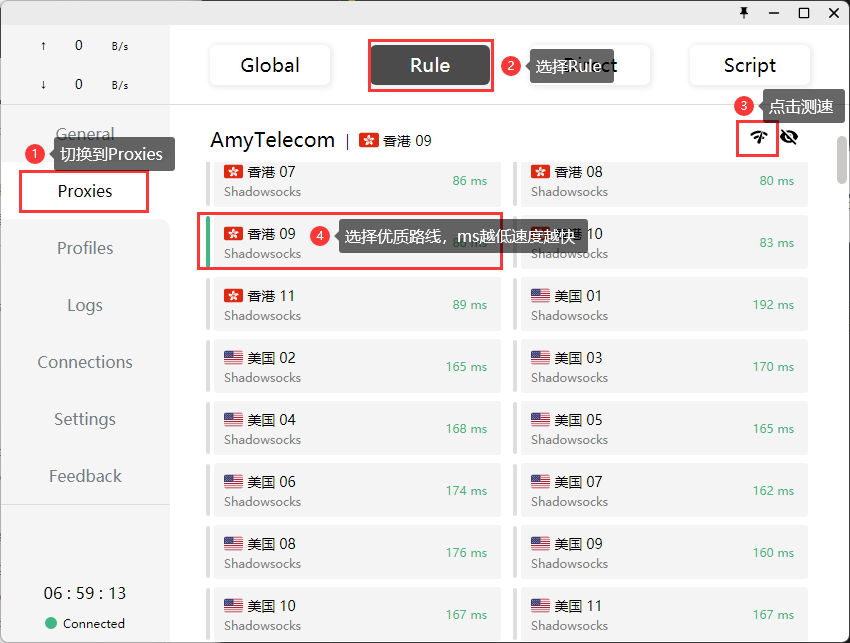 ↑ 0 B/s
↓ 0 B/s
General
1 切换到Proxies
Proxies
Profiles
Logs
Connections
Settings
Feedback
06 : 59 : 13
Connected
Global
Rule
2 选择Rule
Script
3 点击测速
AmyTelecom | 香港 09
香港 07
Shadowsocks
86 ms
香港 08
Shadowsocks
80 ms
香港 09
Shadowsocks
4 选择优质路线，ms越低速度越快
10
Shadowsocks
83 ms
香港 11
Shadowsocks
89 ms
美国 01
Shadowsocks
192 ms
美国 02
Shadowsocks
165 ms
美国 03
Shadowsocks
170 ms
美国 04
Shadowsocks
168 ms
美国 05
Shadowsocks
165 ms
美国 06
Shadowsocks
174 ms
美国 07
Shadowsocks
162 ms
美国 08
Shadowsocks
176 ms
美国 09
Shadowsocks
160 ms
美国 10
Shadowsocks
167 ms
美国 11
Shadowsocks
167 ms